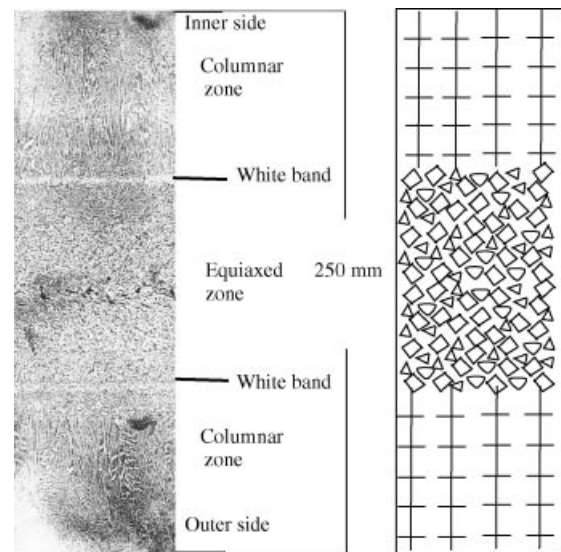 Inner side
Columnar
zone
White band
Equiaxed
zone
250 mm
White band
Columnar
zone
Outer side